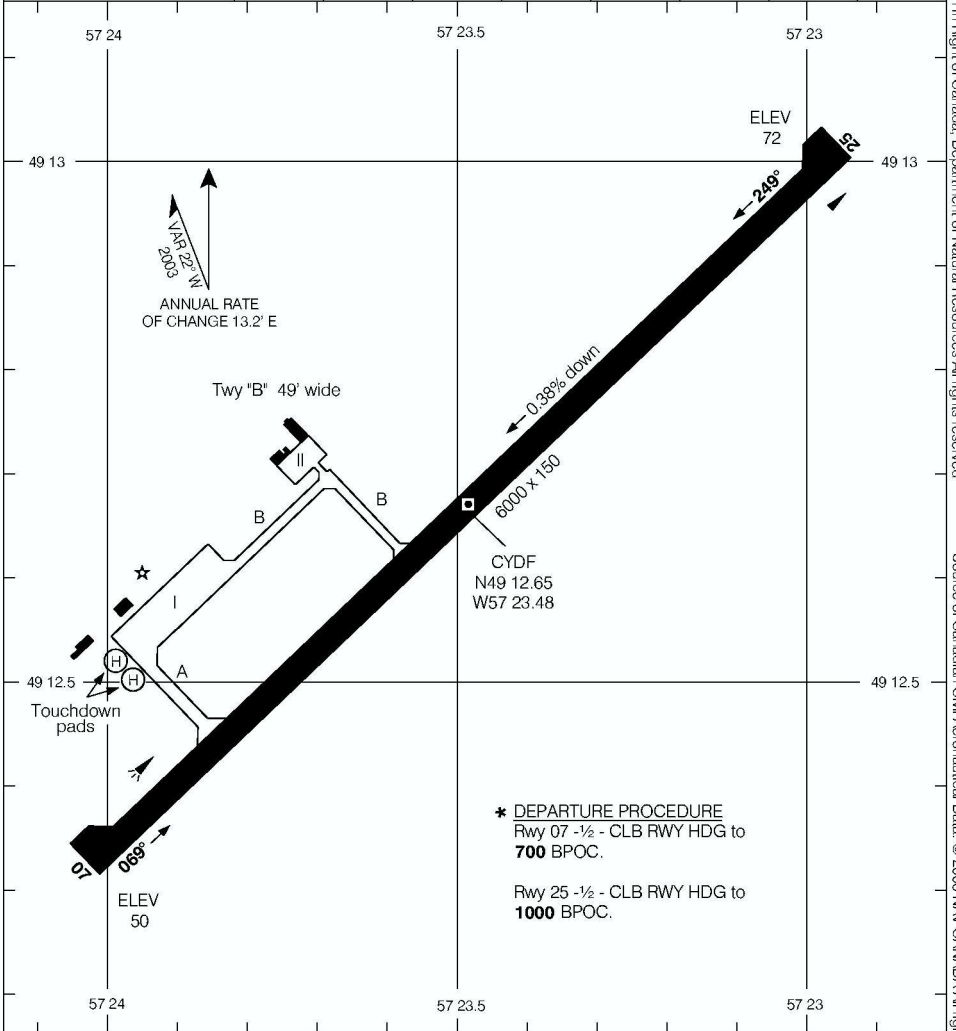 57 24
57 23.5
57 23
ELEV
72
25
49 13
49 13
249°
VAR 22° W
2003
ANNUAL RATE
OF CHANGE 13.2' E
0.38% down
Twy "B" 49' wide
II
B
B
6000 x 150
CYDF
N49 12.65
W57 23.48
I
H
H
A
49 12.5
49 12.5
Touchdown
pads
* DEPARTURE PROCEDURE
Rwy 07 -½ - CLB RWY HDG to
700 BPOC.
Rwy 25 -½ - CLB RWY HDG to
1000 BPOC.
069°
07
ELEV
50
57 24
57 23.5
57 23